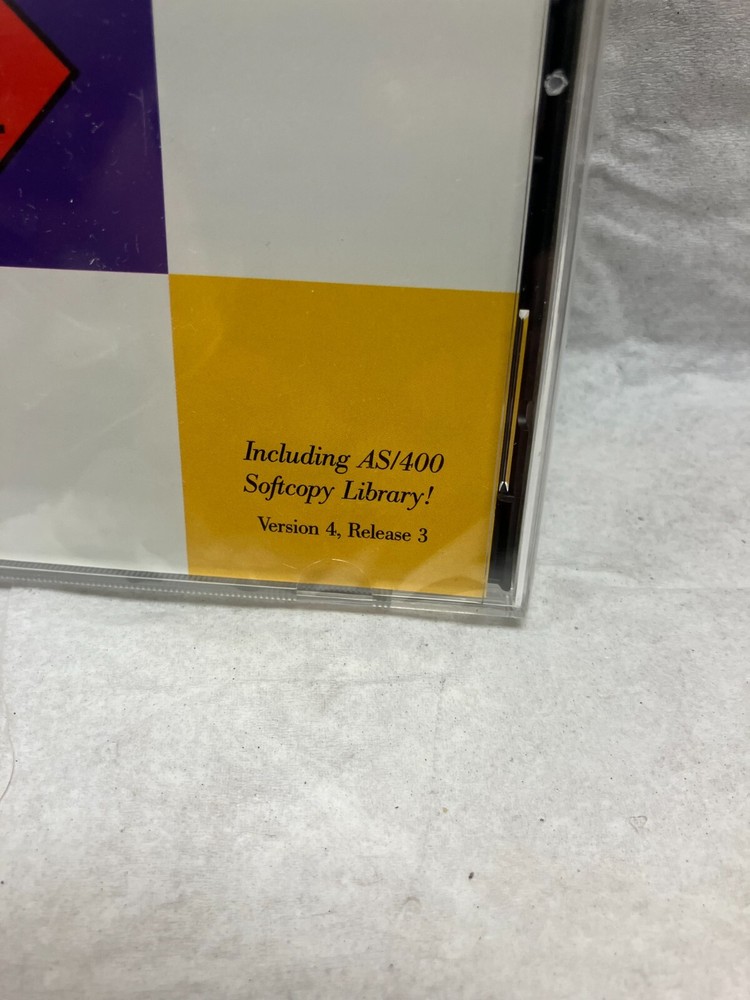 Including AS/400
Softcopy Library!
Version 4, Release 3